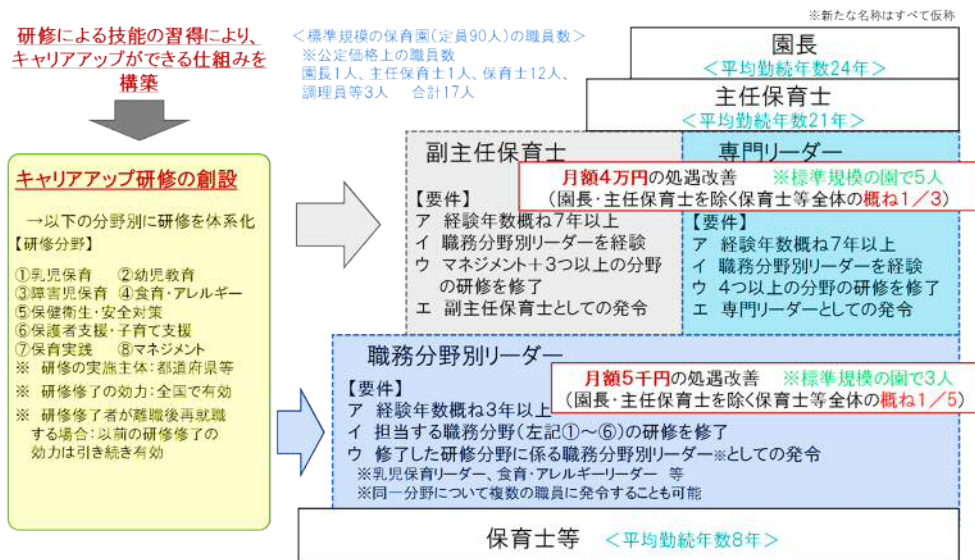 ※新たな名称はすべて仮称
研修による技能の習得により、
キャリアアップができる仕組みを
構築
<標準規模の保育園(定員90人)の職員数>
※公定価格上の職員数
園長1人、主任保育士1人、保育士12人、
調理員等3人　合計17人
園長
<平均勤続年数24年>
主任保育士
<平均勤続年数21年>
キャリアアップ研修の創設
→以下の分野別に研修を体系化
【研修分野】
①乳児保育　②幼児教育
③障害児保育　④食育・アレルギー
⑤保健衛生・安全対策
⑥保護者支援・子育て支援
⑦保育実践　⑧マネジメント
※ 研修の実施主体:都道府県等
※ 研修修了の効力:全国で有効
※ 研修修了者が離職後再就職
する場合:以前の研修修了の
効力は引き続き有効
副主任保育士
専門リーダー
月額4万円の処遇改善　※標準規模の園で5人
(園長・主任保育士を除く保育士等全体の概ね1/3)
【要件】
ア 経験年数概ね7年以上
イ 職務分野別リーダーを経験
ウ マネジメント+3つ以上の分野
の研修を修了
エ 副主任保育士としての発令
【要件】
ア 経験年数概ね7年以上
イ 職務分野別リーダーを経験
ウ 4つ以上の分野の研修を修了
エ 専門リーダーとしての発令
職務分野別リーダー
月額5千円の処遇改善　※標準規模の園で3人
(園長・主任保育士を除く保育士等全体の概ね1/5)
【要件】
ア 経験年数概ね3年以上
イ 担当する職務分野(左記①~⑥)の研修を修了
ウ 修了した研修分野に係る職務分野別リーダー※としての発令
※乳児保育リーダー、食育・アレルギーリーダー 等
※同一分野について複数の職員に発令することも可能
保育士等　<平均勤続年数8年>